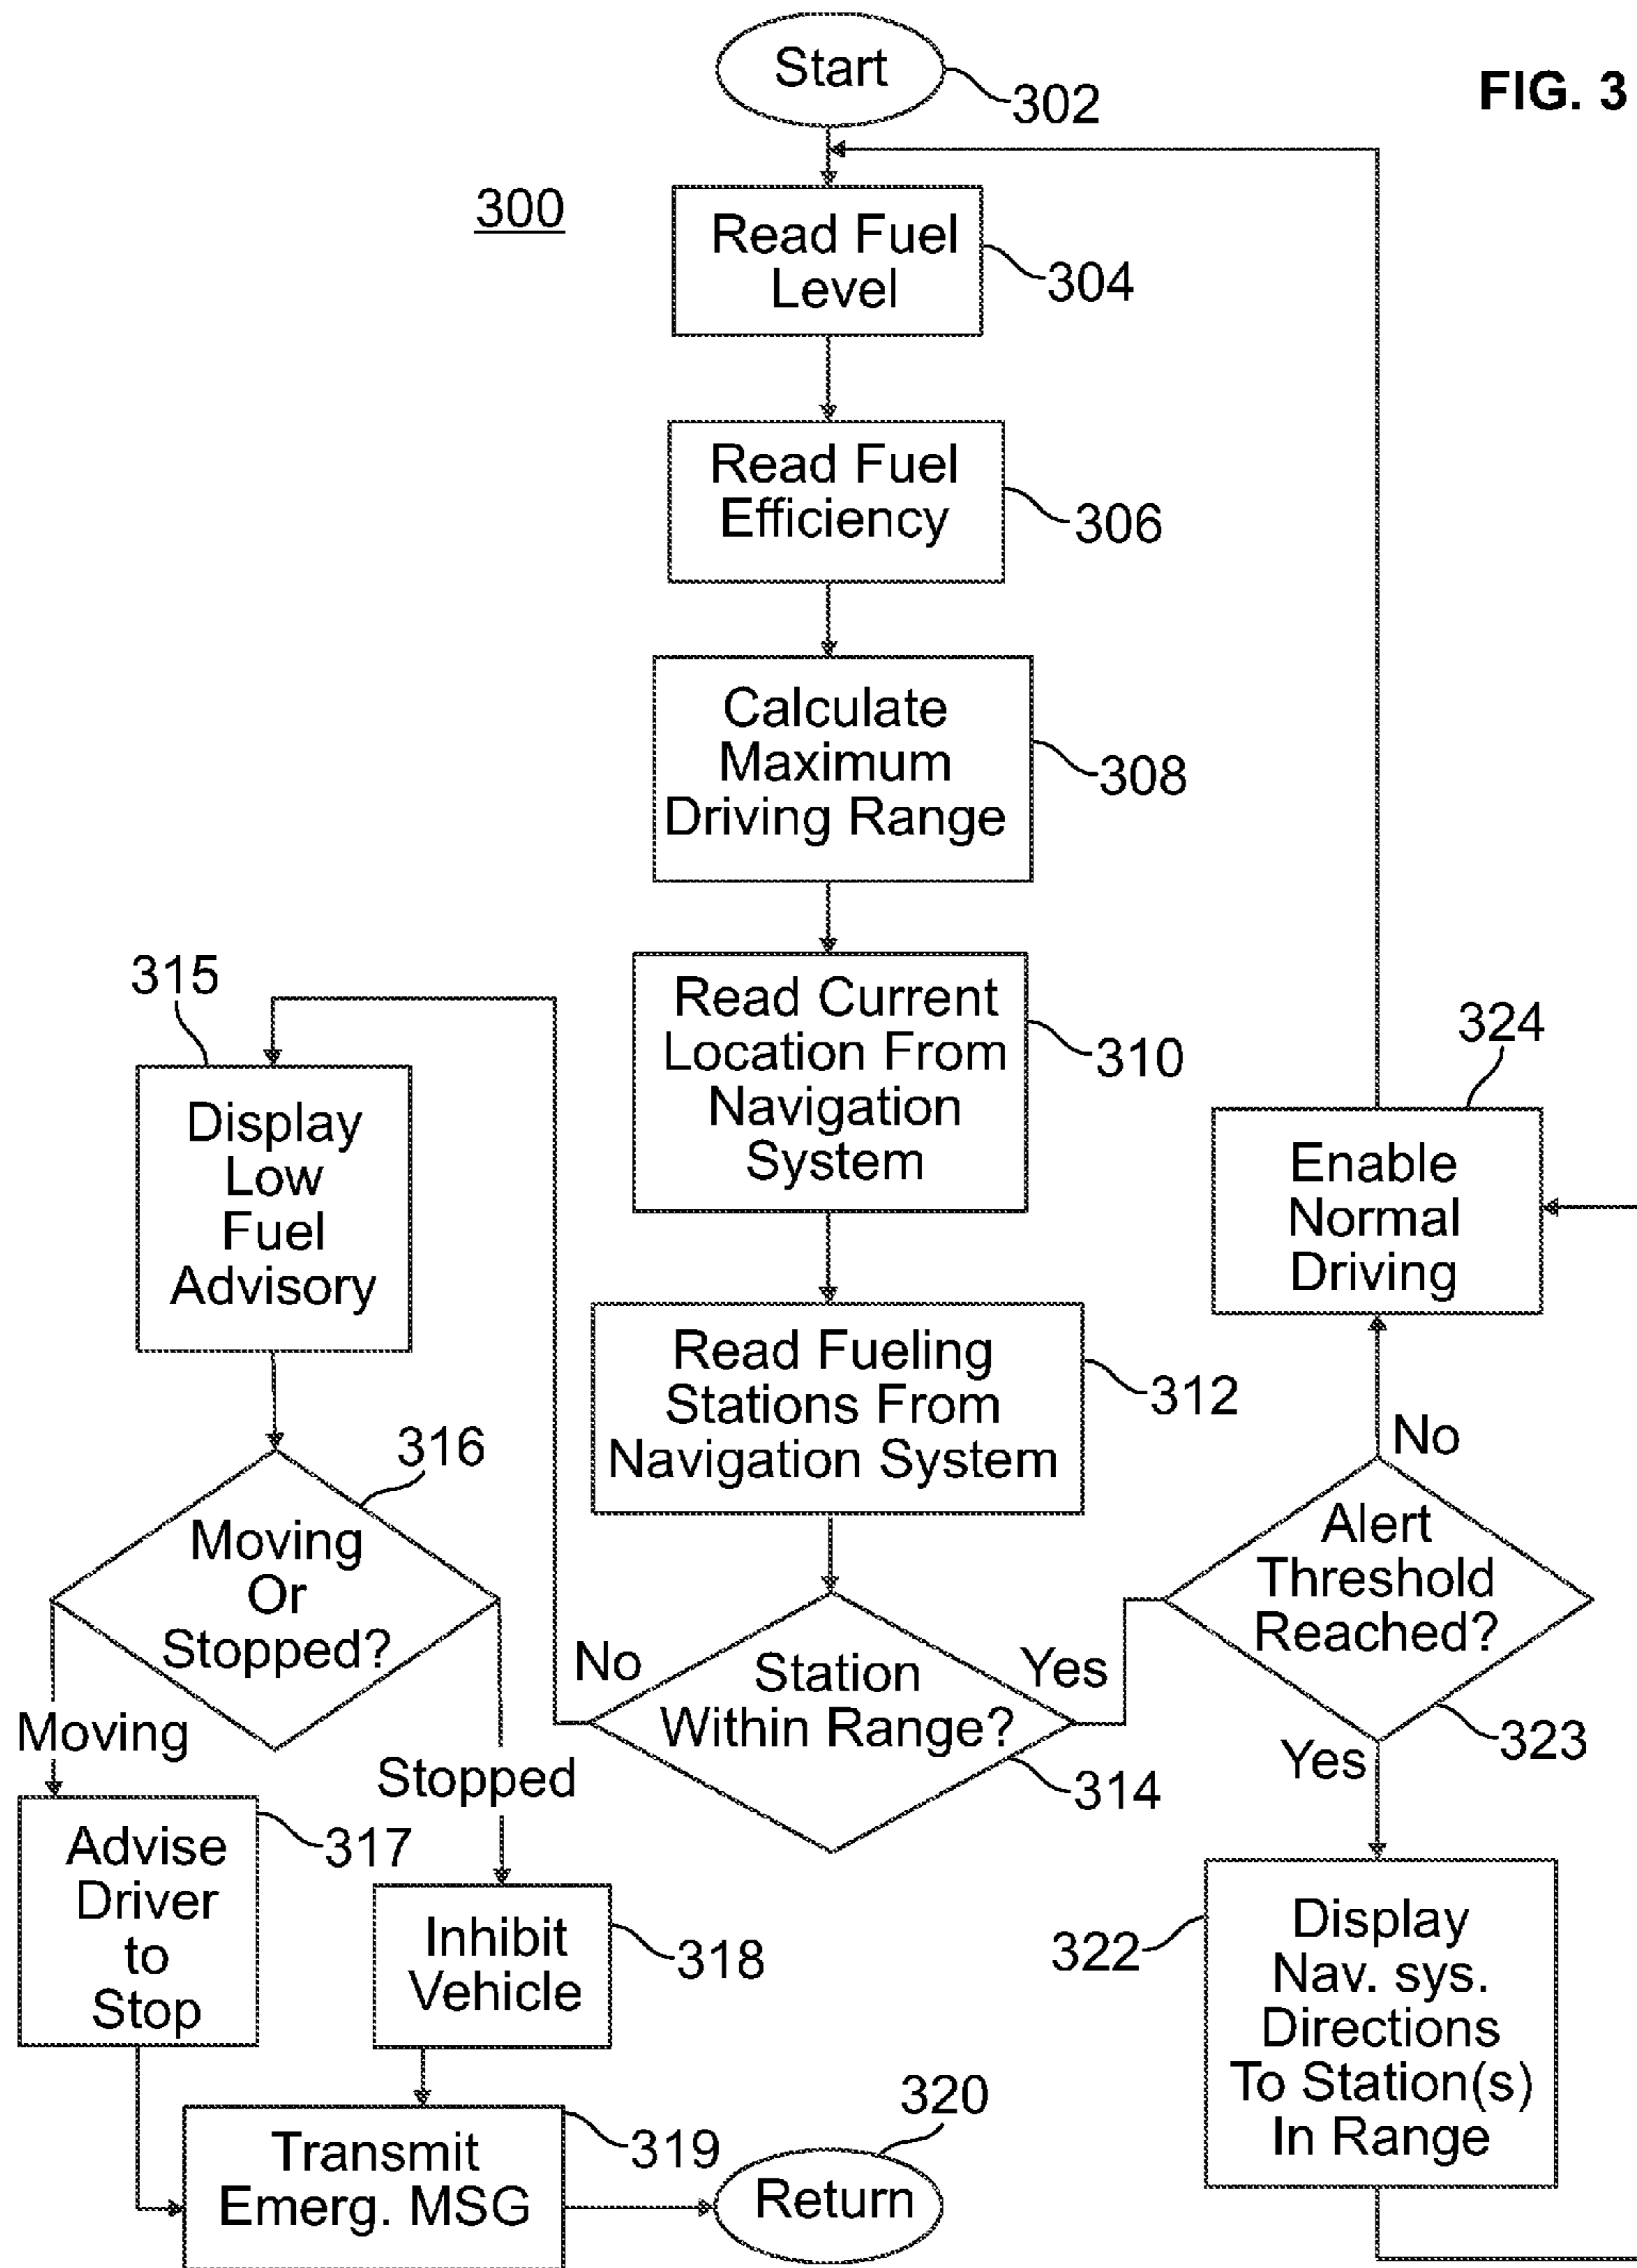 Start
302
FIG. 3
300
Read Fuel
Level
304
Read Fuel
Efficiency
306
Calculate
Maximum
Driving Range
308
315
Read Current
Location From
Navigation
System
310
324
Display
Low
Fuel
Advisory
Enable
Normal
Driving
Read Fueling
Stations From
Navigation System
312
316
No
Moving
Or
Stopped?
Alert
Threshold
Reached?
No
Station
Within Range?
Yes
314
323
Moving
Stopped
Yes
Advise
Driver
to
Stop
317
Inhibit
Vehicle
318
322
Display
Nav. sys.
Directions
To Station(s)
In Range
Transmit
Emerg. MSG
319
320
Return